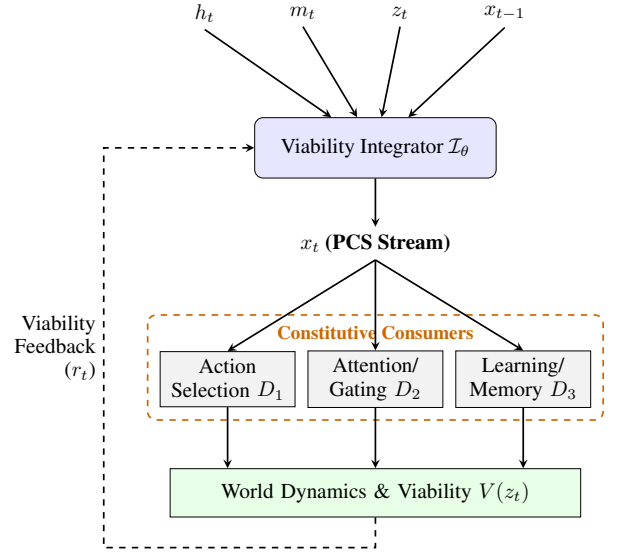 h_t m_t z_t x_{t−1}
Viability Integrator ℐ_θ
x_t (PCS Stream)
Constitutive Consumers
Action
Selection D_1
Attention/
Gating D_2
Learning/
Memory D_3
Viability
Feedback
(r_t)
World Dynamics & Viability V(z_t)